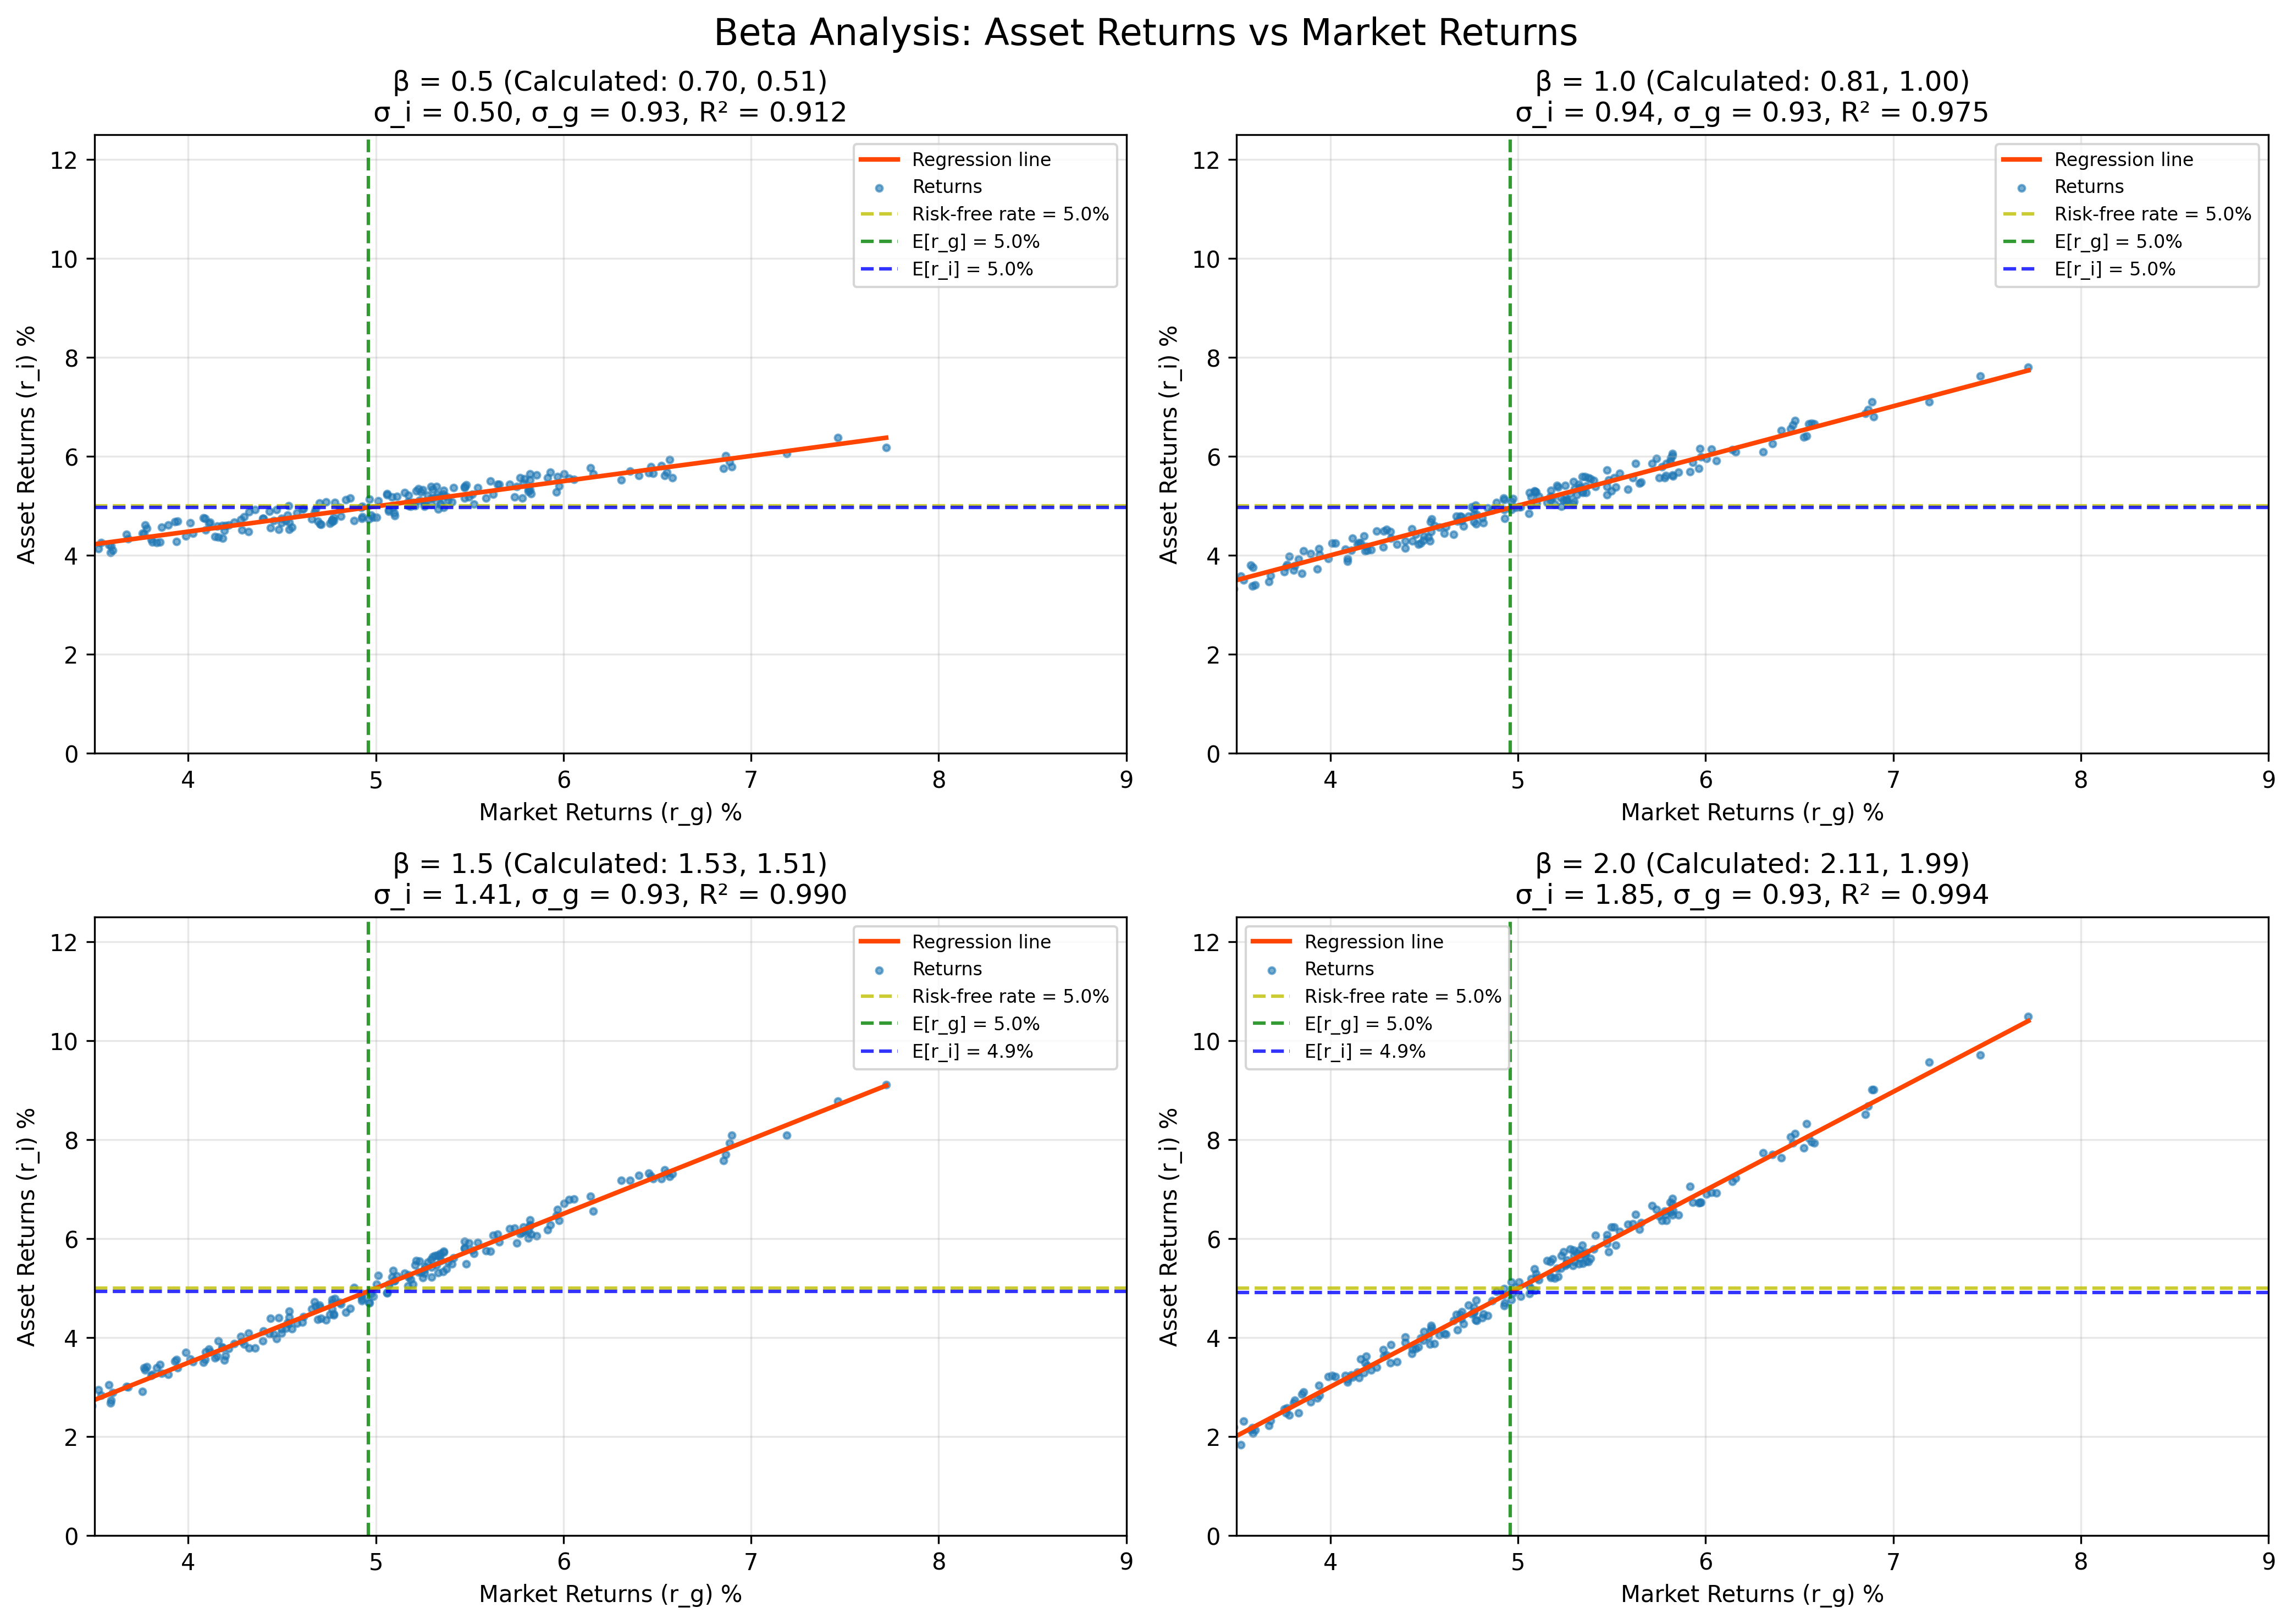 Beta Analysis: Asset Returns vs Market Returns
β = 0.5 (Calculated: 0.70, 0.51)
σ_i = 0.50, σ_g = 0.93, R² = 0.912
12
10
8
6
4
2
0
Asset Returns (r_i) %
Regression line
Returns
Risk-free rate = 5.0%
E[r_g] = 5.0%
E[r_i] = 5.0%
4 5 6 7 8 9
Market Returns (r_g) %
β = 1.0 (Calculated: 0.81, 1.00)
σ_i = 0.94, σ_g = 0.93, R² = 0.975
12
10
8
6
4
2
0
Asset Returns (r_i) %
Regression line
Returns
Risk-free rate = 5.0%
E[r_g] = 5.0%
E[r_i] = 5.0%
4 5 6 7 8 9
Market Returns (r_g) %
β = 1.5 (Calculated: 1.53, 1.51)
σ_i = 1.41, σ_g = 0.93, R² = 0.990
12
10
8
6
4
2
0
Asset Returns (r_i) %
Regression line
Returns
Risk-free rate = 5.0%
E[r_g] = 5.0%
E[r_i] = 4.9%
4 5 6 7 8 9
Market Returns (r_g) %
β = 2.0 (Calculated: 2.11, 1.99)
σ_i = 1.85, σ_g = 0.93, R² = 0.994
12
10
8
6
4
2
0
Asset Returns (r_i) %
Regression line
Returns
Risk-free rate = 5.0%
E[r_g] = 5.0%
E[r_i] = 4.9%
4 5 6 7 8 9
Market Returns (r_g) %